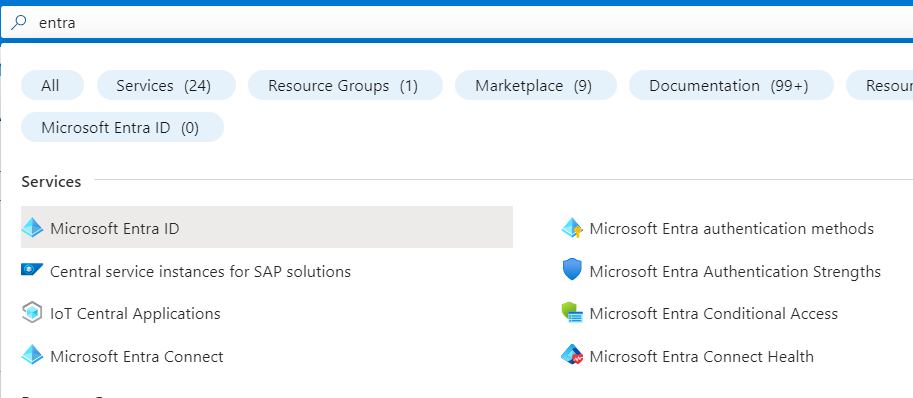 entra
All Services (24) Resource Groups (1) Marketplace (9) Documentation (99+)
Microsoft Entra ID (0)
Services
Microsoft Entra ID Microsoft Entra authentication methods
Central service instances for SAP solutions Microsoft Entra Authentication Strengths
IoT Central Applications Microsoft Entra Conditional Access
Microsoft Entra Connect Microsoft Entra Connect Health